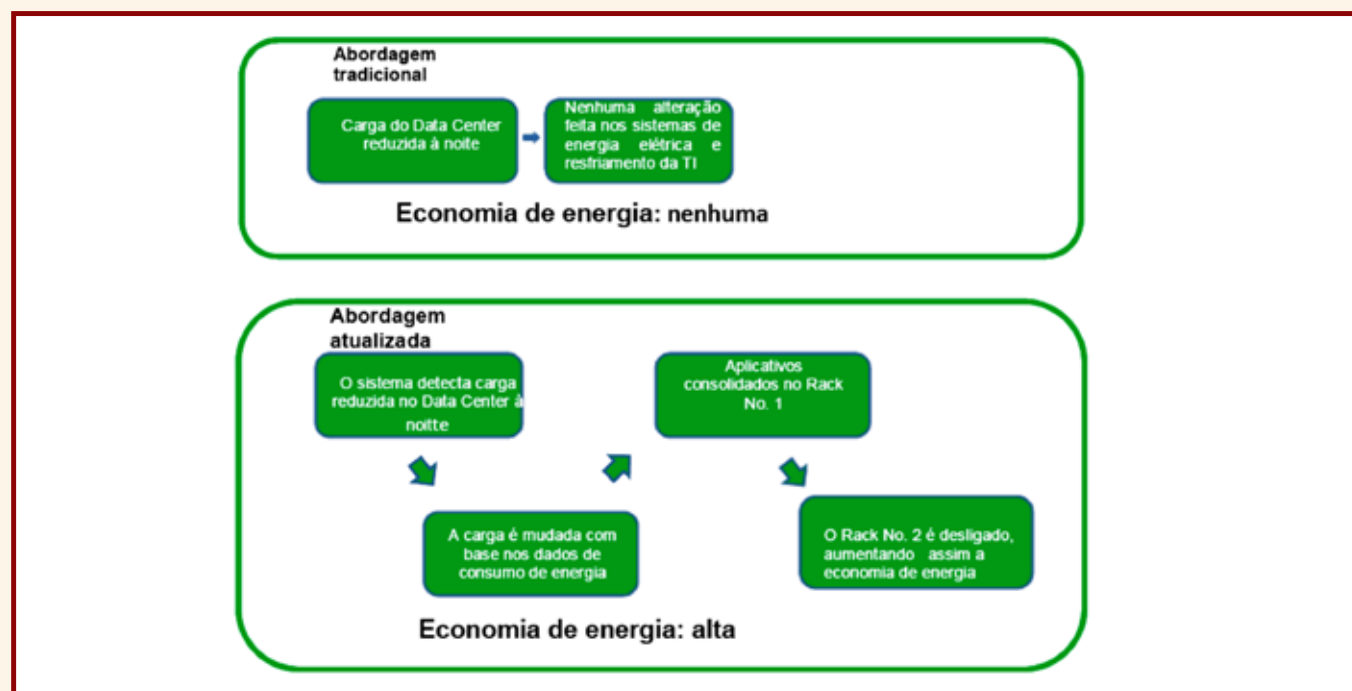 Abordagem
tradicional
Carga do Data Center
reduzida à noite
Nenhuma alteração
feita nos sistemas de
energia elétrica e
resfriamento da TI
Economia de energia: nenhuma
Abordagem
atualizada
O sistema detecta carga
reduzida no Data Center à
noitte
A carga é mudada com
base nos dados de
consumo de energia
Aplicativos
consolidados no Rack
No. 1
O Rack No. 2 é desligado,
aumentando assim a
economia de energia
Economia de energia: alta